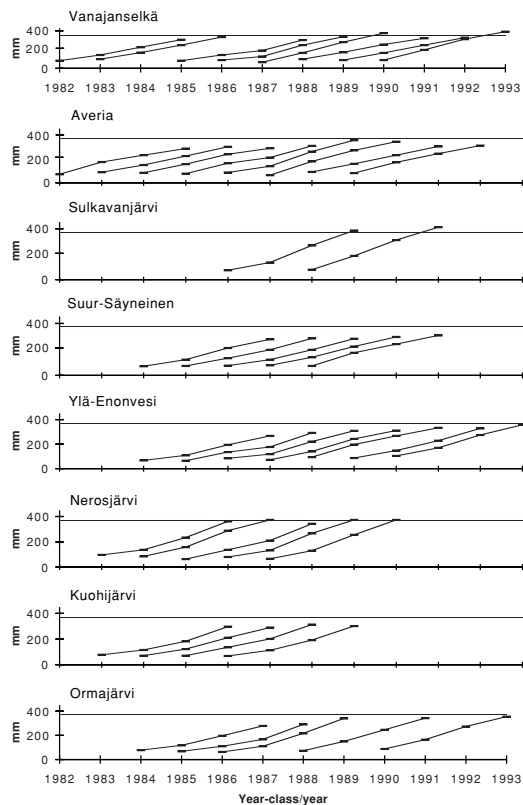 Vanajanselkä
400
200
0
mm
1982 1983 1984 1985 1986 1987 1988 1989 1990 1991 1992 1993
Averia
400
200
0
mm
Sulkavanjärvi
400
200
0
mm
Suur-Säyneinen
400
200
0
mm
Ylä-Enonvesi
400
200
0
mm
Nerosjärvi
400
200
0
mm
Kuohijärvi
400
200
0
mm
Ormajärvi
400
200
0
mm
1982 1983 1984 1985 1986 1987 1988 1989 1990 1991 1992 1993
Year-class/year